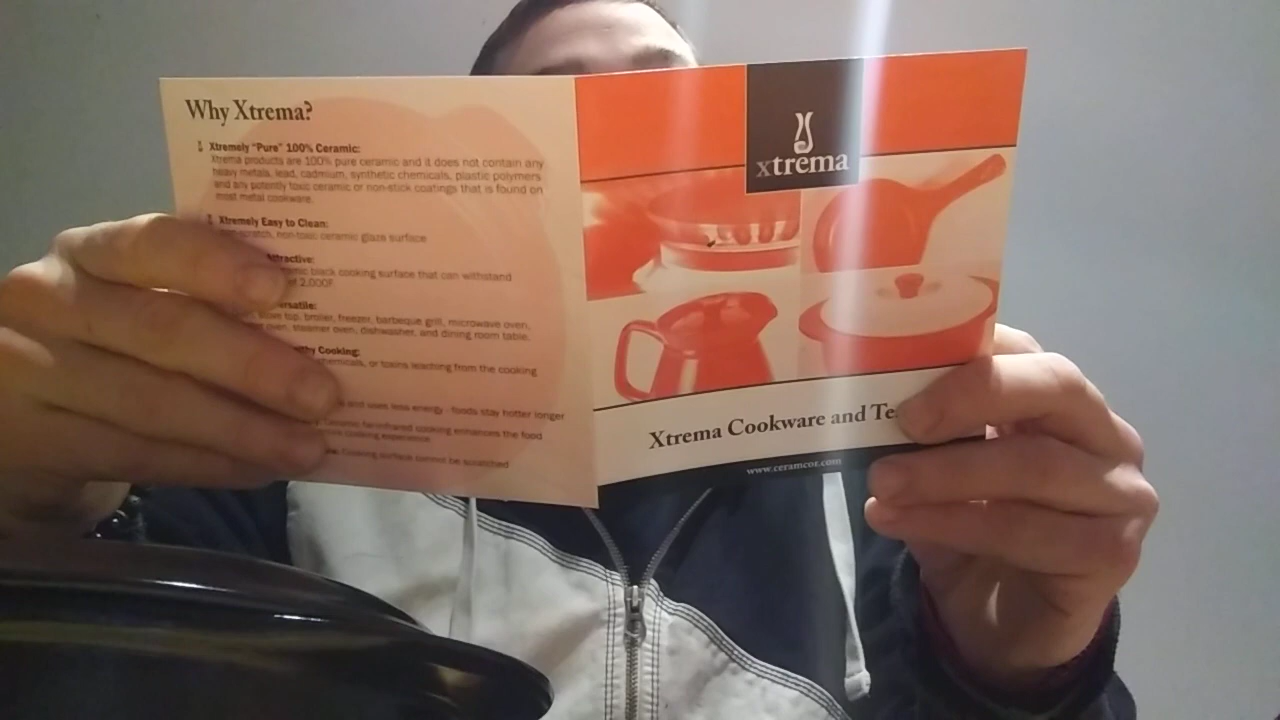 Why Xtrema?
Xtremely "Pure" 100% Ceramic:
Xtrema products are 100% pure ceramic and it does not contain any
heavy metals, lead, cadmium, synthetic chemicals, plastic polymers
and any potently toxic ceramic or non-stick coatings that is found on
most metal cookware.
Xtremely Easy to Clean:
non-toxic ceramic glaze surface
Attractive:
black cooking surface that can withstand
of 2,000F
stove top, broiler, freezer, barbeque grill, microwave oven,
oven, steamer oven, dishwasher, and dining room table.
Cooking:
chemicals, or toxins leaching from the cooking
and uses less energy - foods stay hotter longer
Ceramic far-infrared cooking enhances the food
cooking experience
Cooking surface cannot be scratched
xtrema
Xtrema Cookware and
www.ceramcor.com